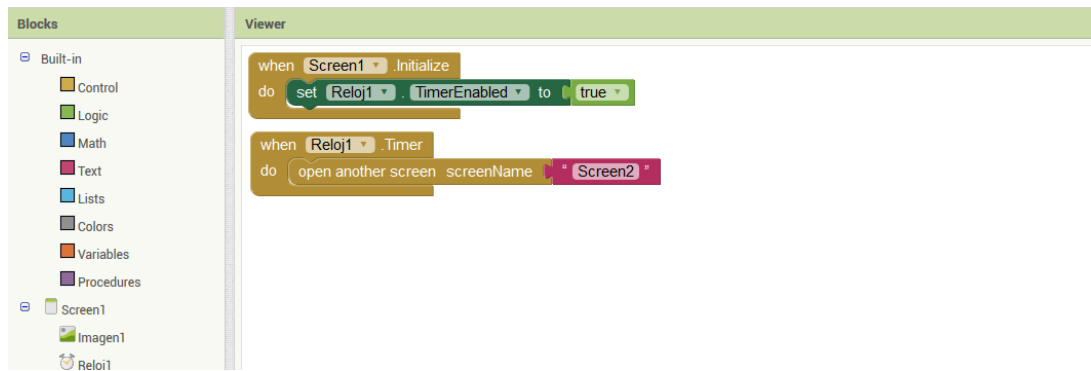 Blocks
Viewer
Built-in
Control
Logic
Math
Text
Lists
Colors
Variables
Procedures
Screen1
Imagen1
Reloj1
when Screen1 .Initialize
do set Reloj1 . TimerEnabled to true
when Reloj1 .Timer
do open another screen screenName " Screen2 "